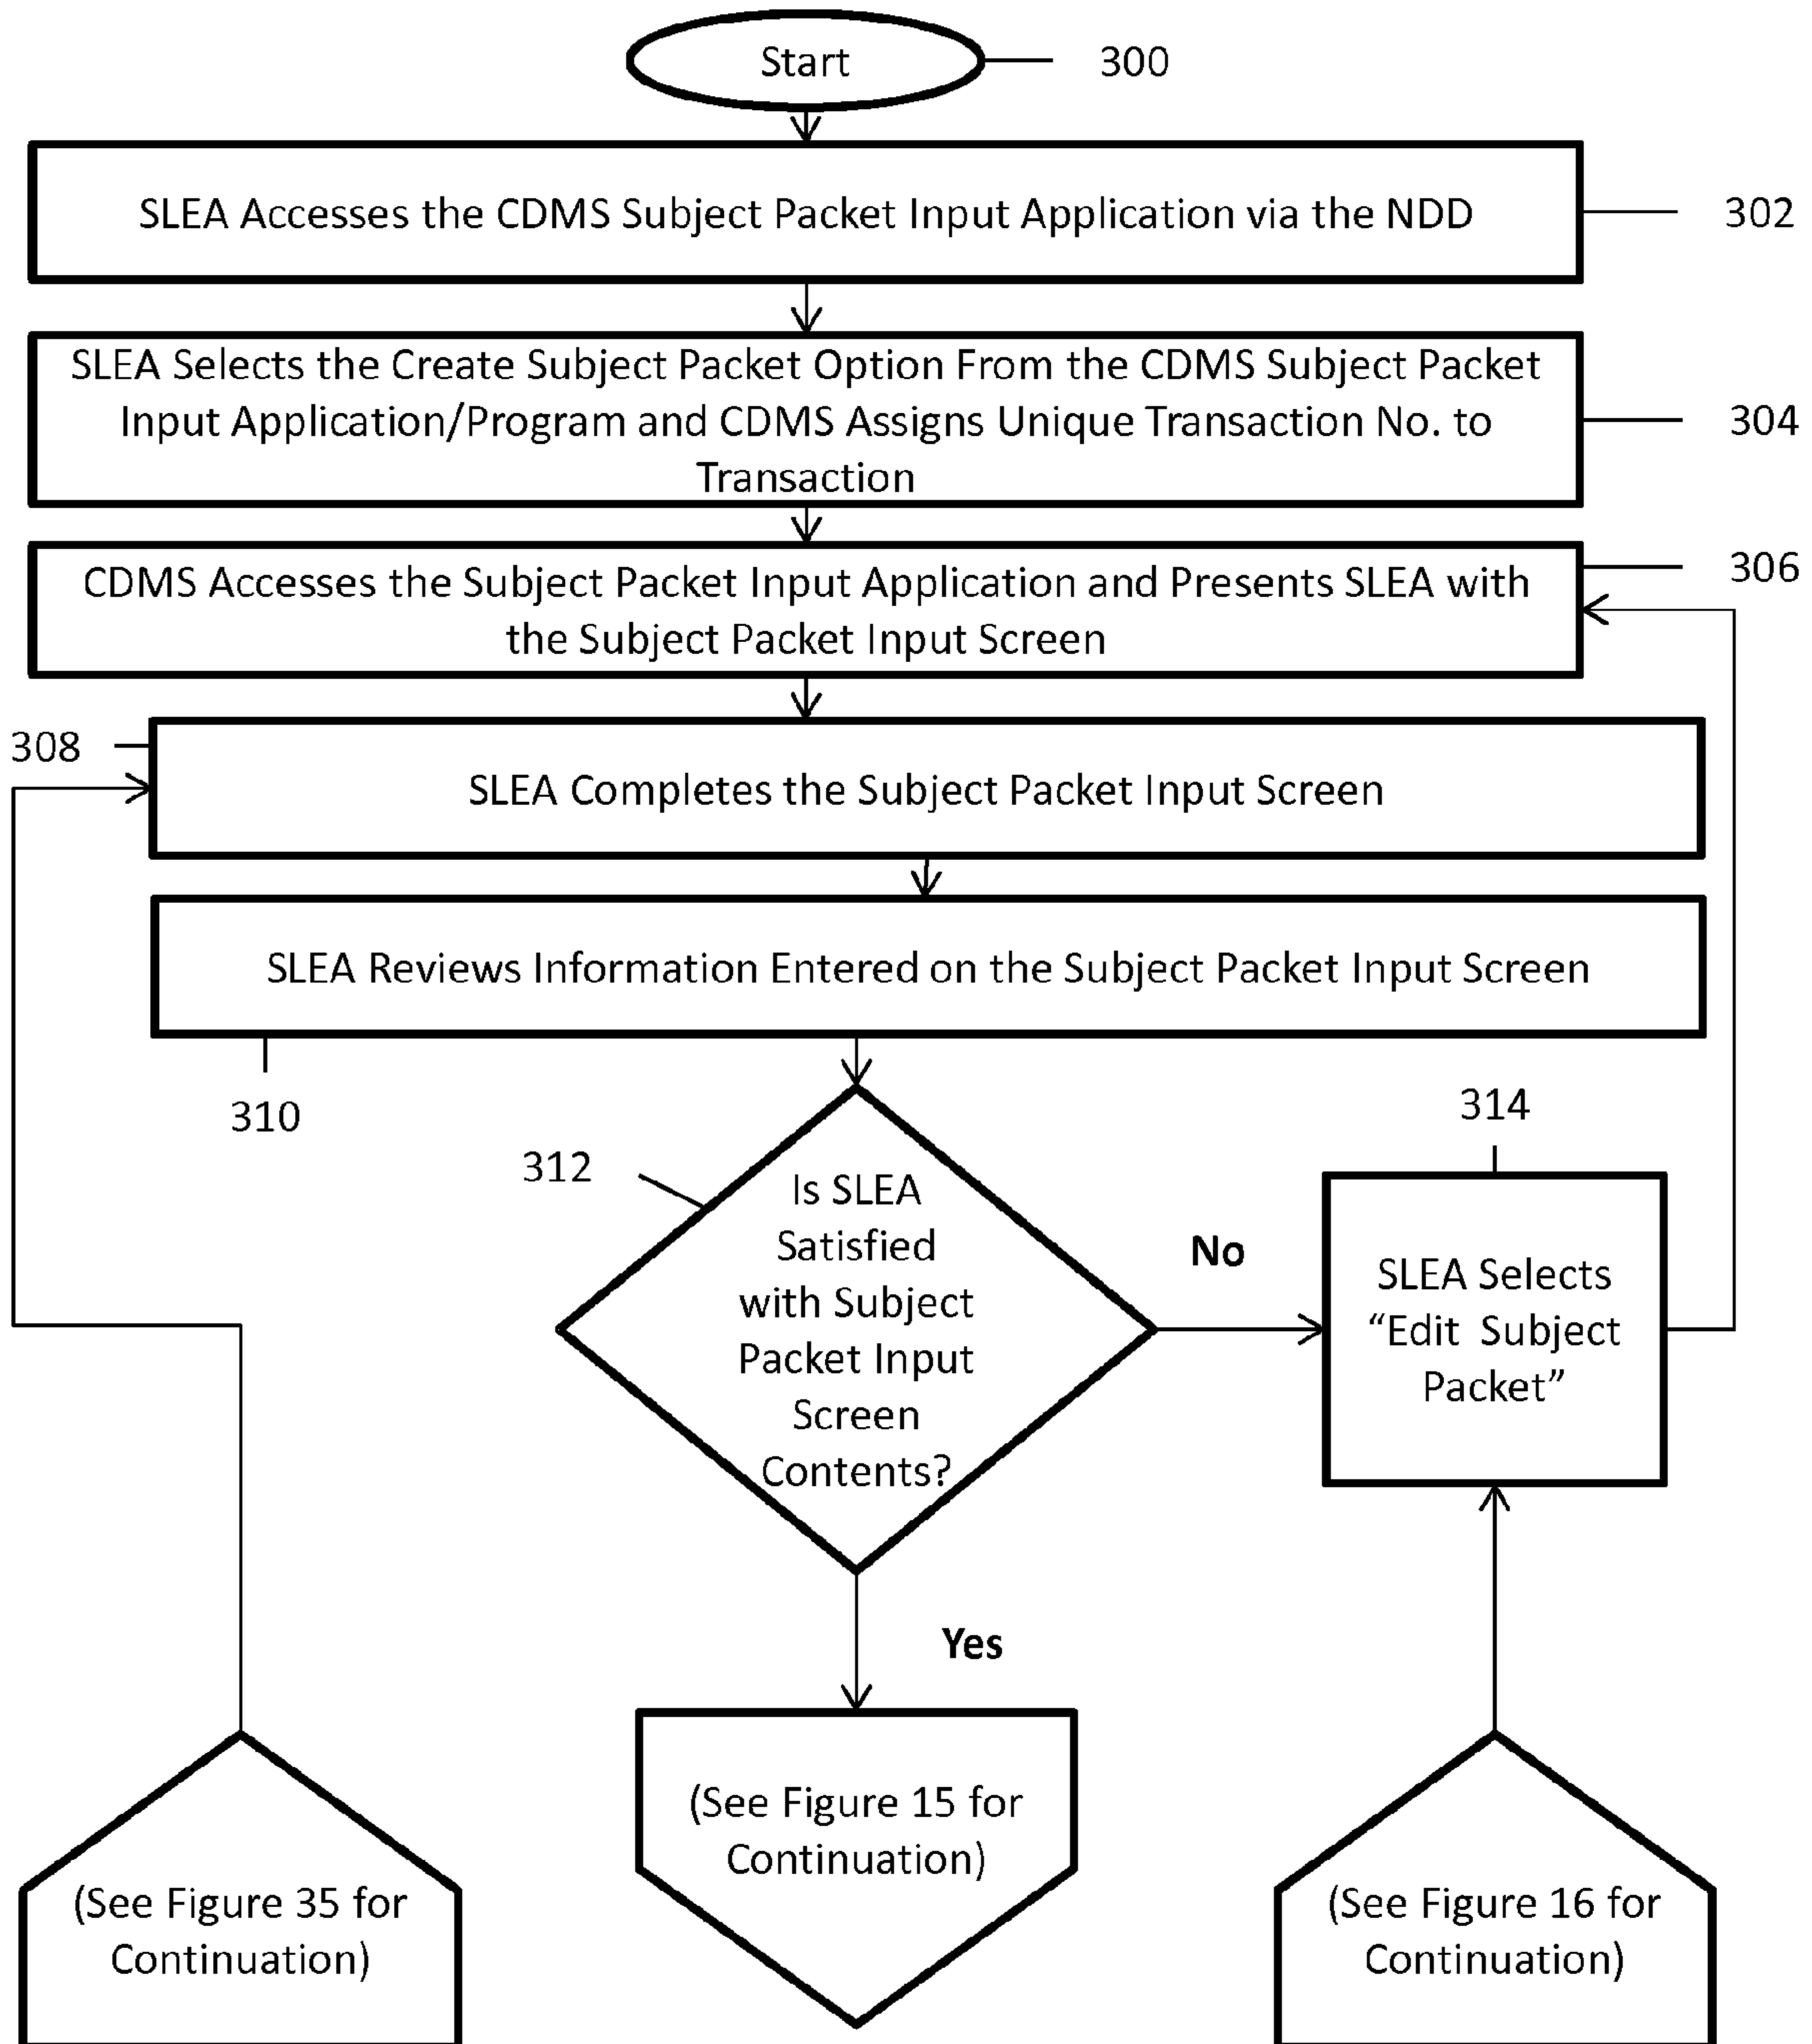 Start
300
SLEA Accesses the CDMS Subject Packet Input Application via the NDD
302
SLEA Selects the Create Subject Packet Option From the CDMS Subject Packet
Input Application/Program and CDMS Assigns Unique Transaction No. to
Transaction
304
CDMS Accesses the Subject Packet Input Application and Presents SLEA with
the Subject Packet Input Screen
306
308
SLEA Completes the Subject Packet Input Screen
SLEA Reviews Information Entered on the Subject Packet Input Screen
310
312
Is SLEA
Satisfied
with Subject
Packet Input
Screen
Contents?
No
314
SLEA Selects
“Edit  Subject
Packet”
Yes
(See Figure 35 for
Continuation)
(See Figure 15 for
Continuation)
(See Figure 16 for
Continuation)